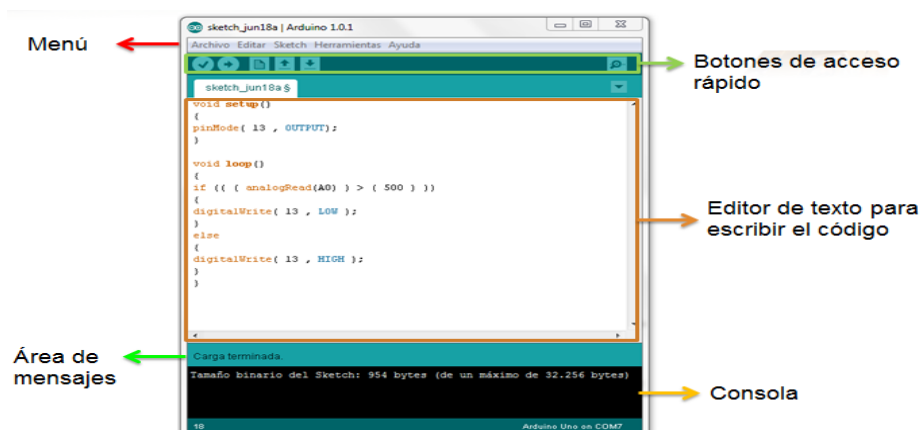 sketch_jun18a | Arduino 1.0.1
Menú
Archivo Editar Sketch Herramientas Ayuda
Botones de acceso
rápido
sketch_jun18a §
void setup()
{
pinMode( 13 , OUTPUT);
}
void loop()
{
if (( ( analogRead(A0) ) > ( 500 ) ))
{
digitalWrite( 13 , LOW );
}
else
{
digitalWrite( 13 , HIGH );
}
}
Editor de texto para
escribir el código
Área de
mensajes
Carga terminada.
Tamaño binario del Sketch: 954 bytes (de un máximo de 32.256 bytes)
Consola
18
Arduino Uno on COM7